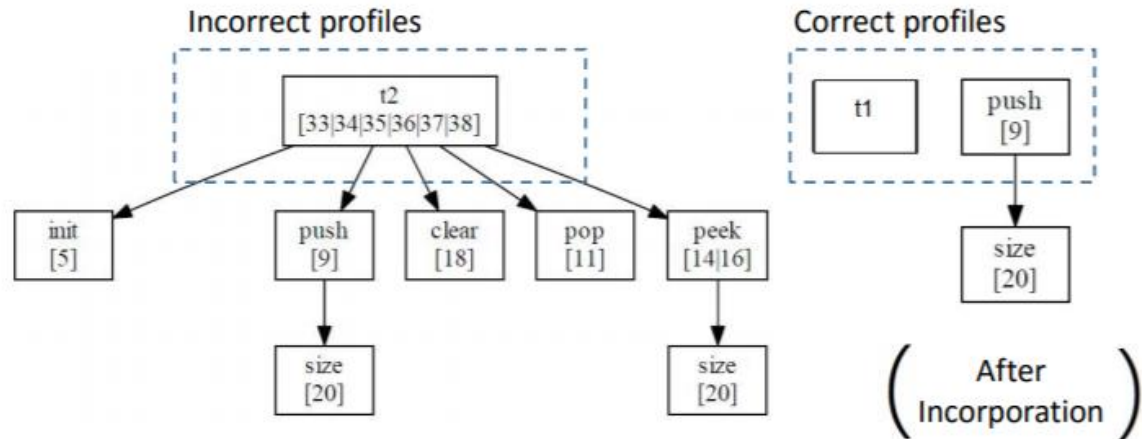 Incorrect profiles
Correct profiles
t2
[33|34|35|36|37|38]
t1
push
[9]
init
[5]
push
[9]
clear
[18]
pop
[11]
peek
[14|16]
size
[20]
size
[20]
size
[20]
After
Incorporation